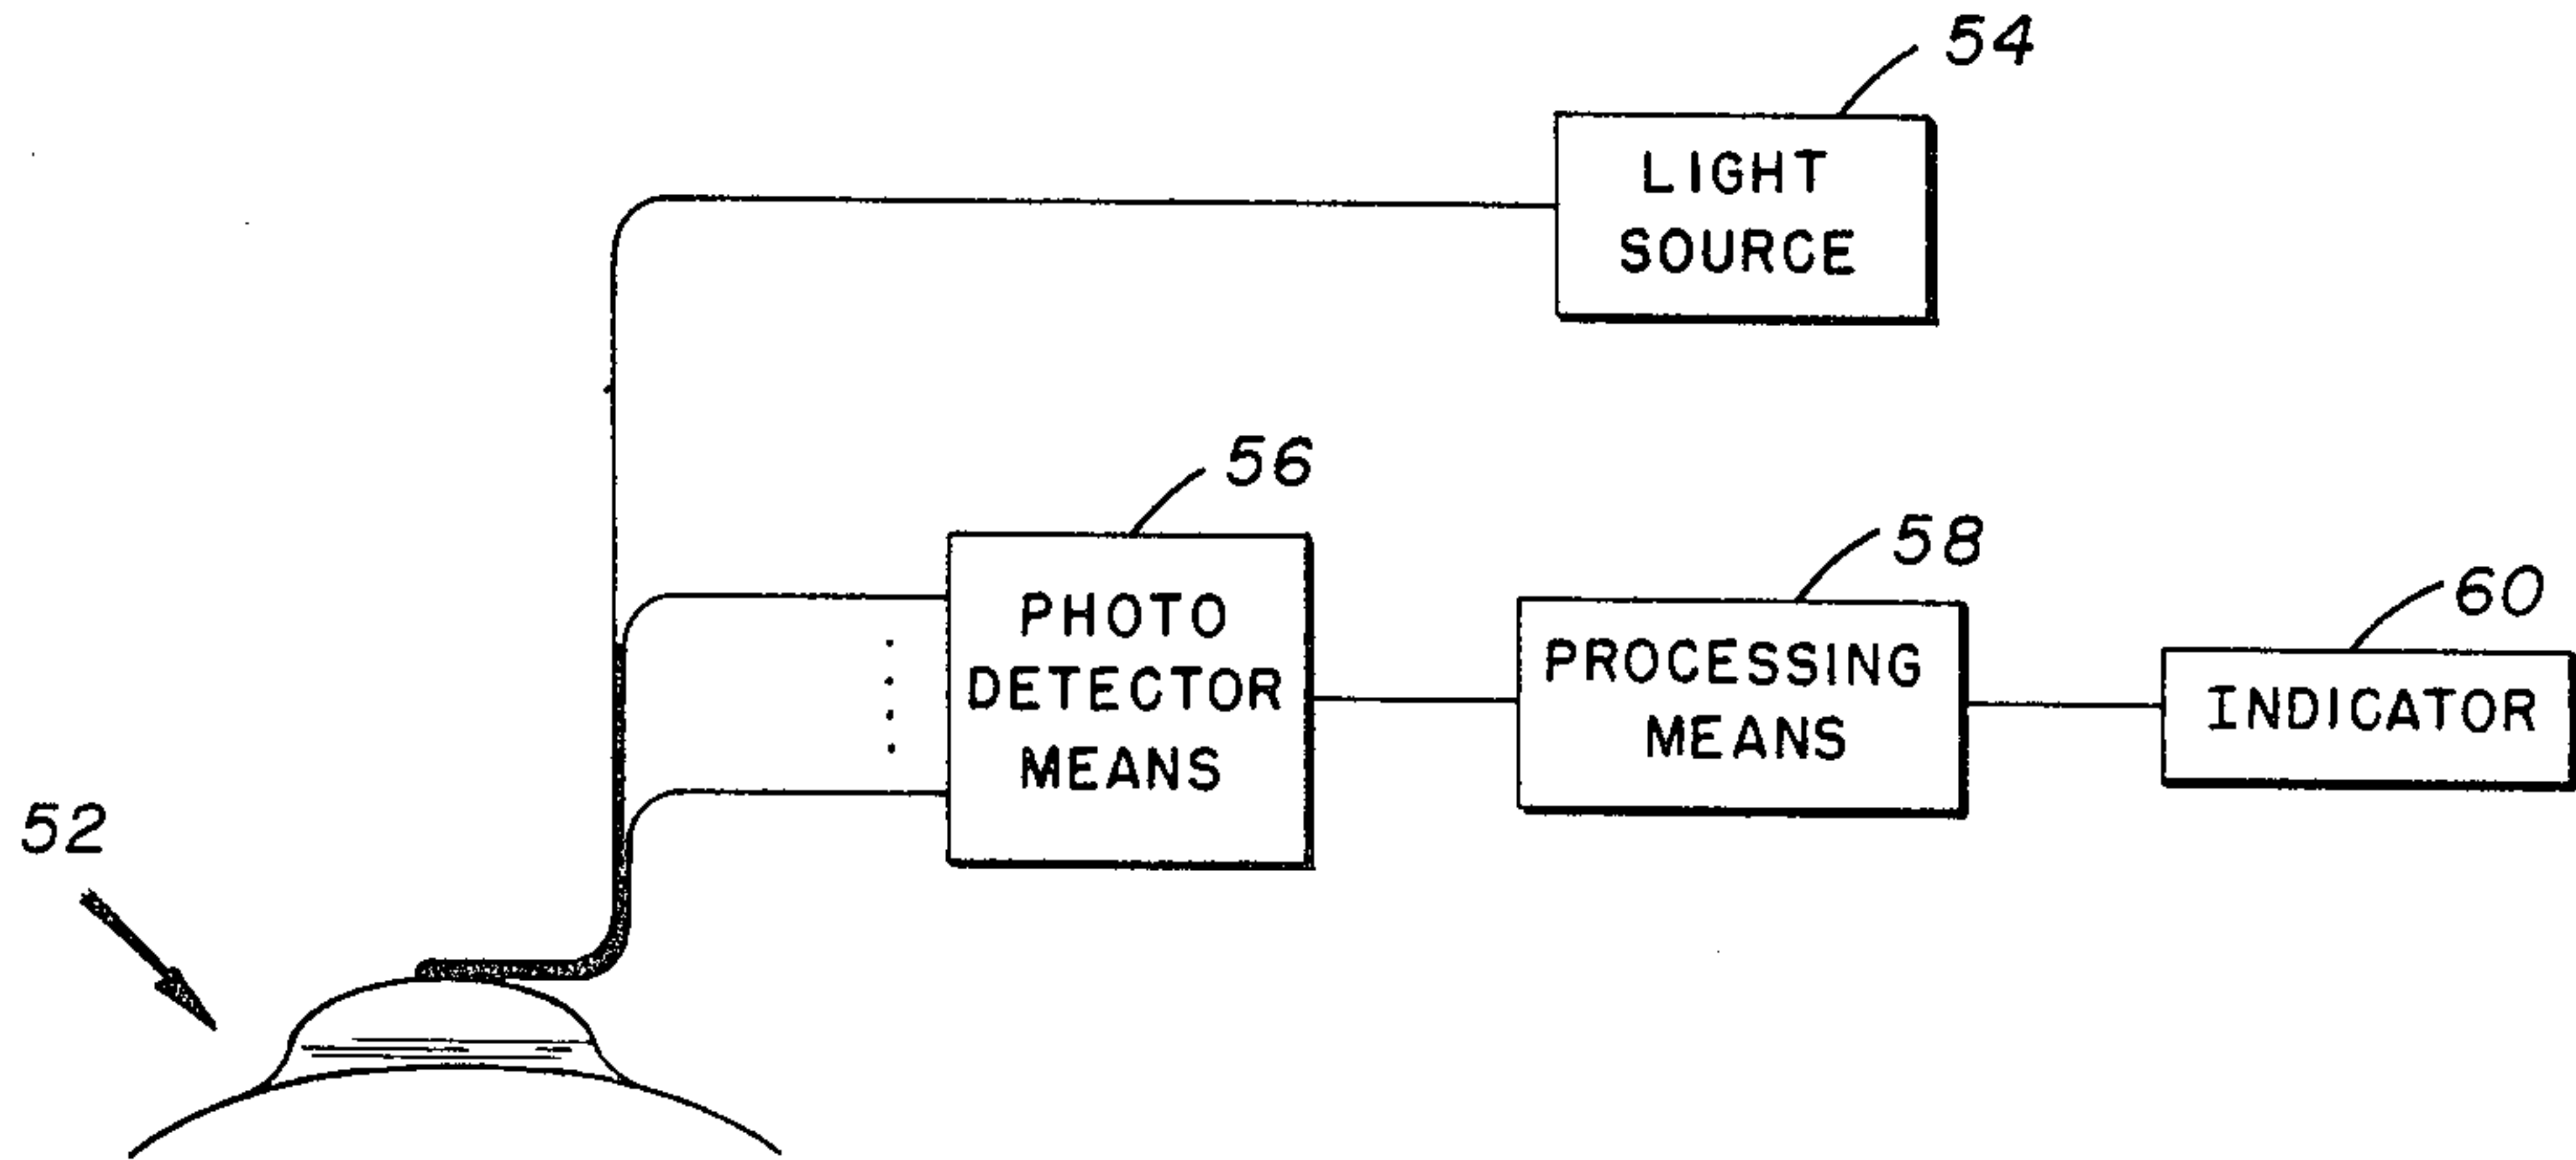 54
LIGHT
SOURCE
56
PHOTO
DETECTOR
MEANS
58
PROCESSING
MEANS
60
INDICATOR
52